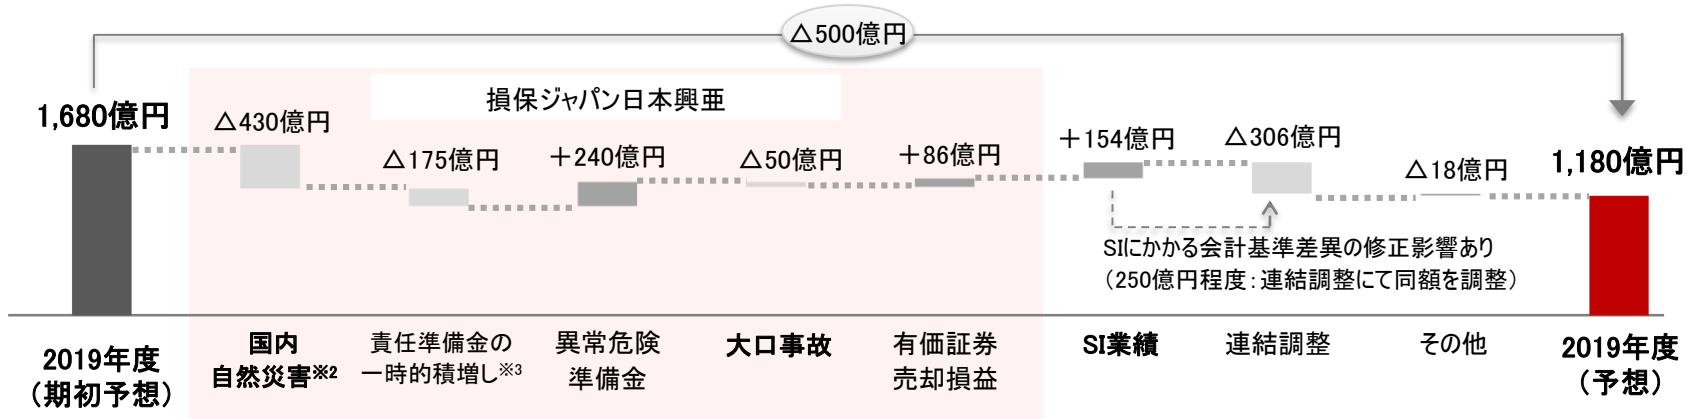 △500億円
損保ジャパン日本興亜
1,680億円
△430億円
△175億円
＋240億円
△50億円
＋86億円
＋154億円
△306億円
△18億円
1,180億円
SIにかかる会計基準差異の修正影響あり
（250億円程度：連結調整にて同額を調整）
2019年度
（期初予想）
国内
自然災害※2
責任準備金の
一時的積増し※3
異常危険
準備金
大口事故
有価証券
売却損益
SI業績
連結調整
その他
2019年度
（予想）